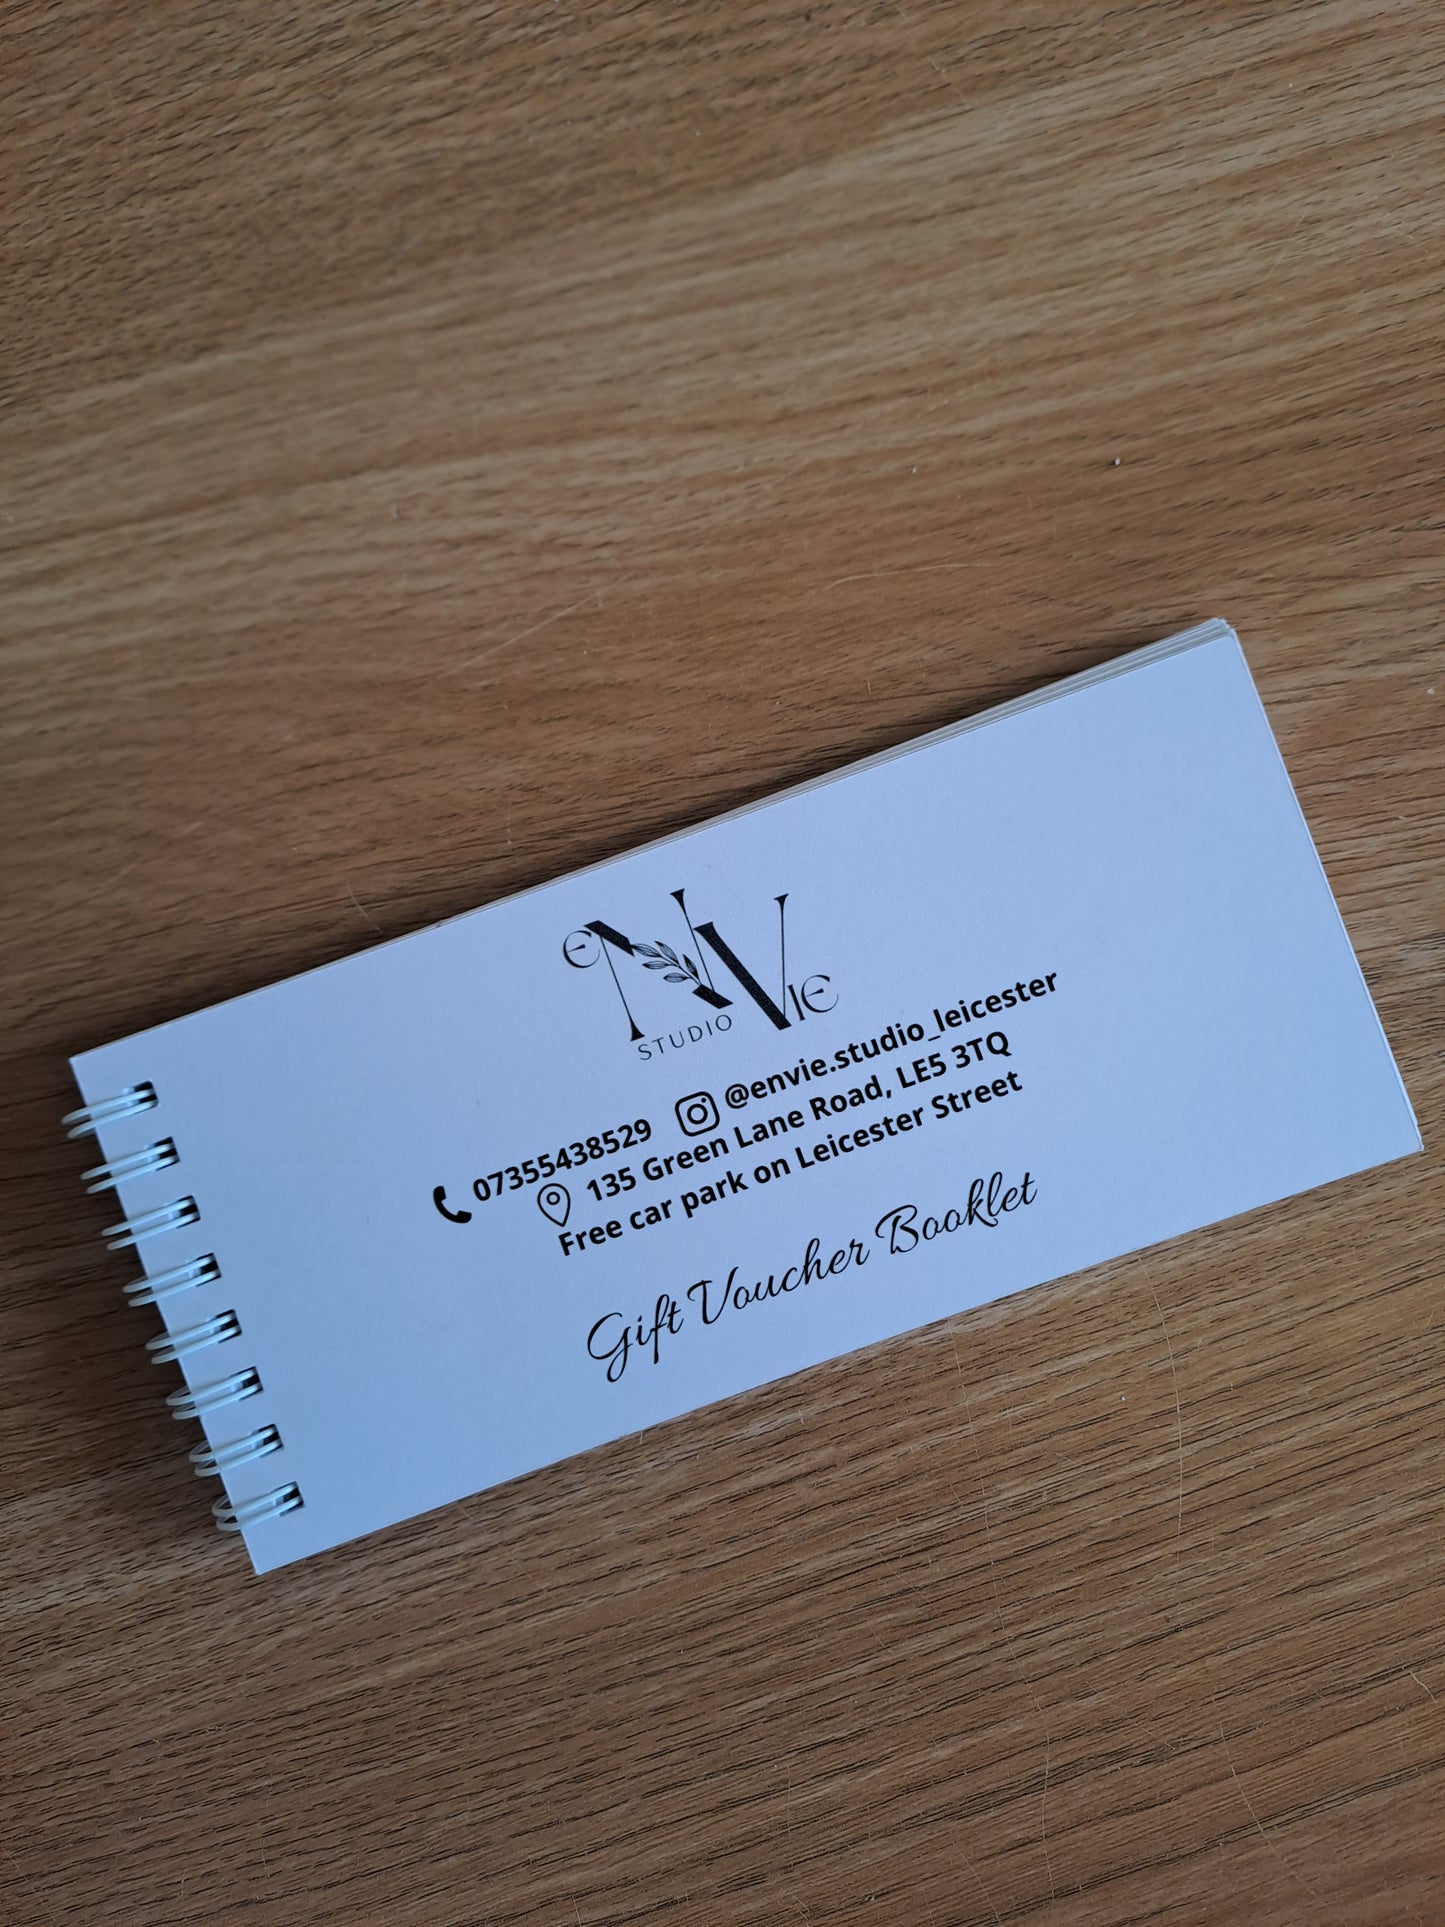 eNVIE
STUDIO
07355438529 @envie.studio_leicester
135 Green Lane Road, LE5 3TQ
Free car park on Leicester Street
Gift Voucher Booklet